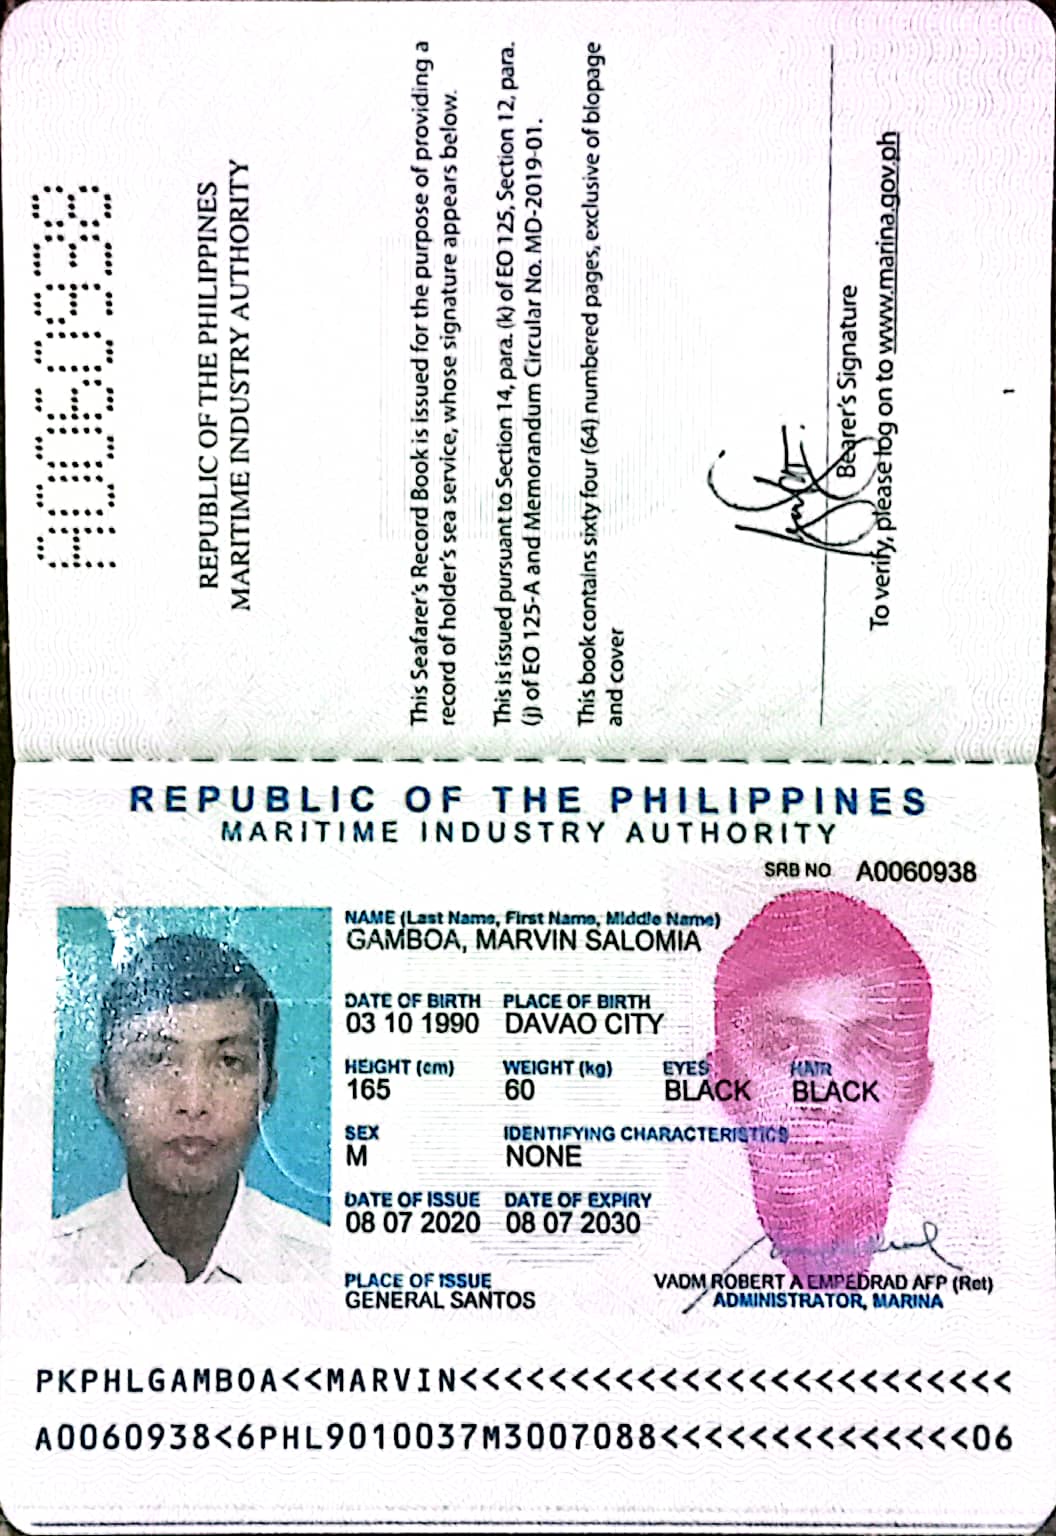 A0060938
REPUBLIC OF THE PHILIPPINES
MARITIME INDUSTRY AUTHORITY
This Seafarer's Record Book is issued for the purpose of providing a
record of holder's sea service, whose signature appears below.
This is issued pursuant to Section 14, para. (k) of EO 125, Section 12, para.
(j) of EO 125-A and Memorandum Circular No. MD-2019-01.
This book contains sixty four (64) numbered pages, exclusive of biopage
and cover
Bearer's Signature
To verify, please log on to www.marina.gov.ph
1
REPUBLIC OF THE PHILIPPINES
MARITIME INDUSTRY AUTHORITY
SRB NO A0060938
NAME (Last Name, First Name, Middle Name)
GAMBOA, MARVIN SALOMIA
DATE OF BIRTH PLACE OF BIRTH
03 10 1990 DAVAO CITY
HEIGHT (cm) WEIGHT (kg) EYES HAIR
165 60 BLACK BLACK
SEX IDENTIFYING CHARACTERISTICS
M NONE
DATE OF ISSUE DATE OF EXPIRY
08 07 2020 08 07 2030
PLACE OF ISSUE
GENERAL SANTOS
VADM ROBERT A EMPEDRAD AFP (Ret)
ADMINISTRATOR, MARINA
PKPHLGAMBOA<<MARVIN<<<<<<<<<<<<<<<<<<<<<<<<<
A0060938<6PHL9010037M3007088<<<<<<<<<<<<<<06